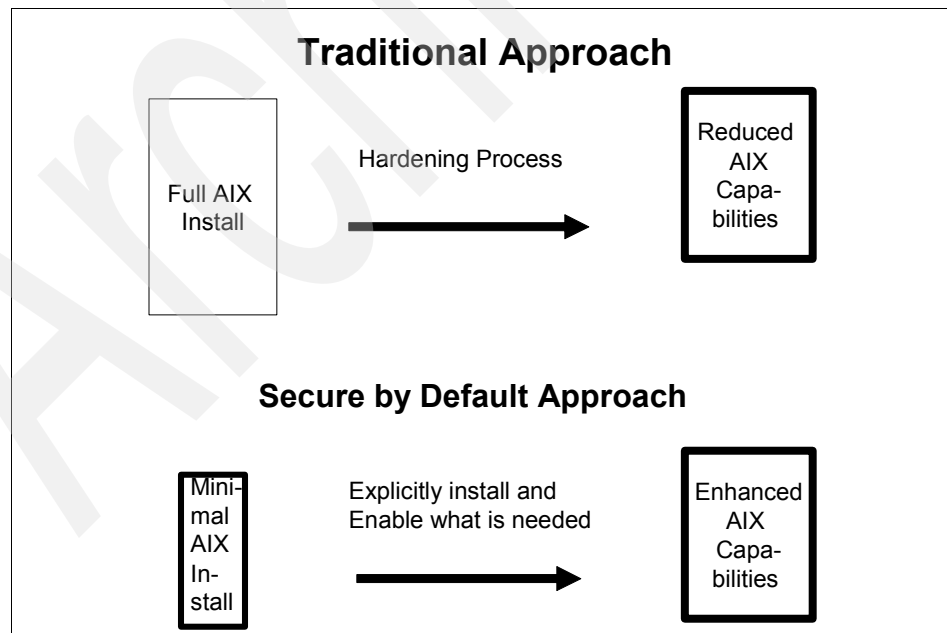 Traditional Approach
Full AIX
Install
Hardening Process
Reduced
AIX
Capa-
bilities
Secure by Default Approach
Mini-
mal
AIX
In-
stall
Explicitly install and
Enable what is needed
Enhanced
AIX
Capa-
bilities